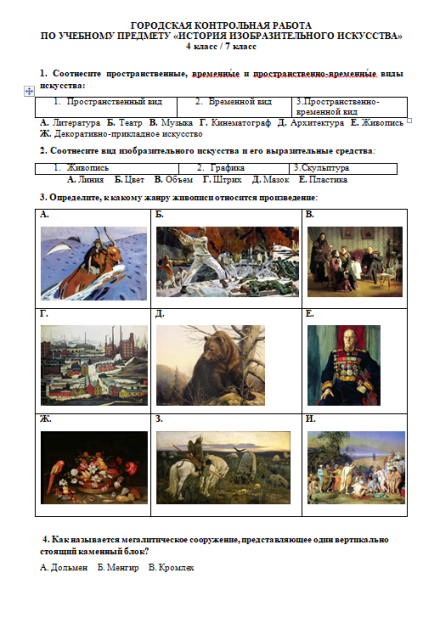 ГОРОДСКАЯ КОНТРОЛЬНАЯ РАБОТА
ПО УЧЕБНОМУ ПРЕДМЕТУ «ИСТОРИЯ ИЗОБРАЗИТЕЛЬНОГО ИСКУССТВА»
4 класс / 7 класс
1. Соотнесите пространственные, временные и пространственно-временные виды
искусства:
1. Пространственный вид 2. Временной вид 3.Пространственно-
временной вид
А. Литература Б. Театр В. Музыка Г. Кинематограф Д. Архитектура Е. Живопись
Ж. Декоративно-прикладное искусство
2. Соотнесите вид изобразительного искусства и его выразительные средства:
1. Живопись 2. Графика 3.Скульптура
А. Линия Б. Цвет В. Объем Г. Штрих Д. Мазок Е. Пластика
3. Определите, к какому жанру живописи относится произведение:
А. Б. В.
Г. Д. Е.
Ж. З. И.
4. Как называется мегалитическое сооружение, представляющее один вертикально
стоящий каменный блок?
А. Дольмен Б. Менгир В. Кромлех